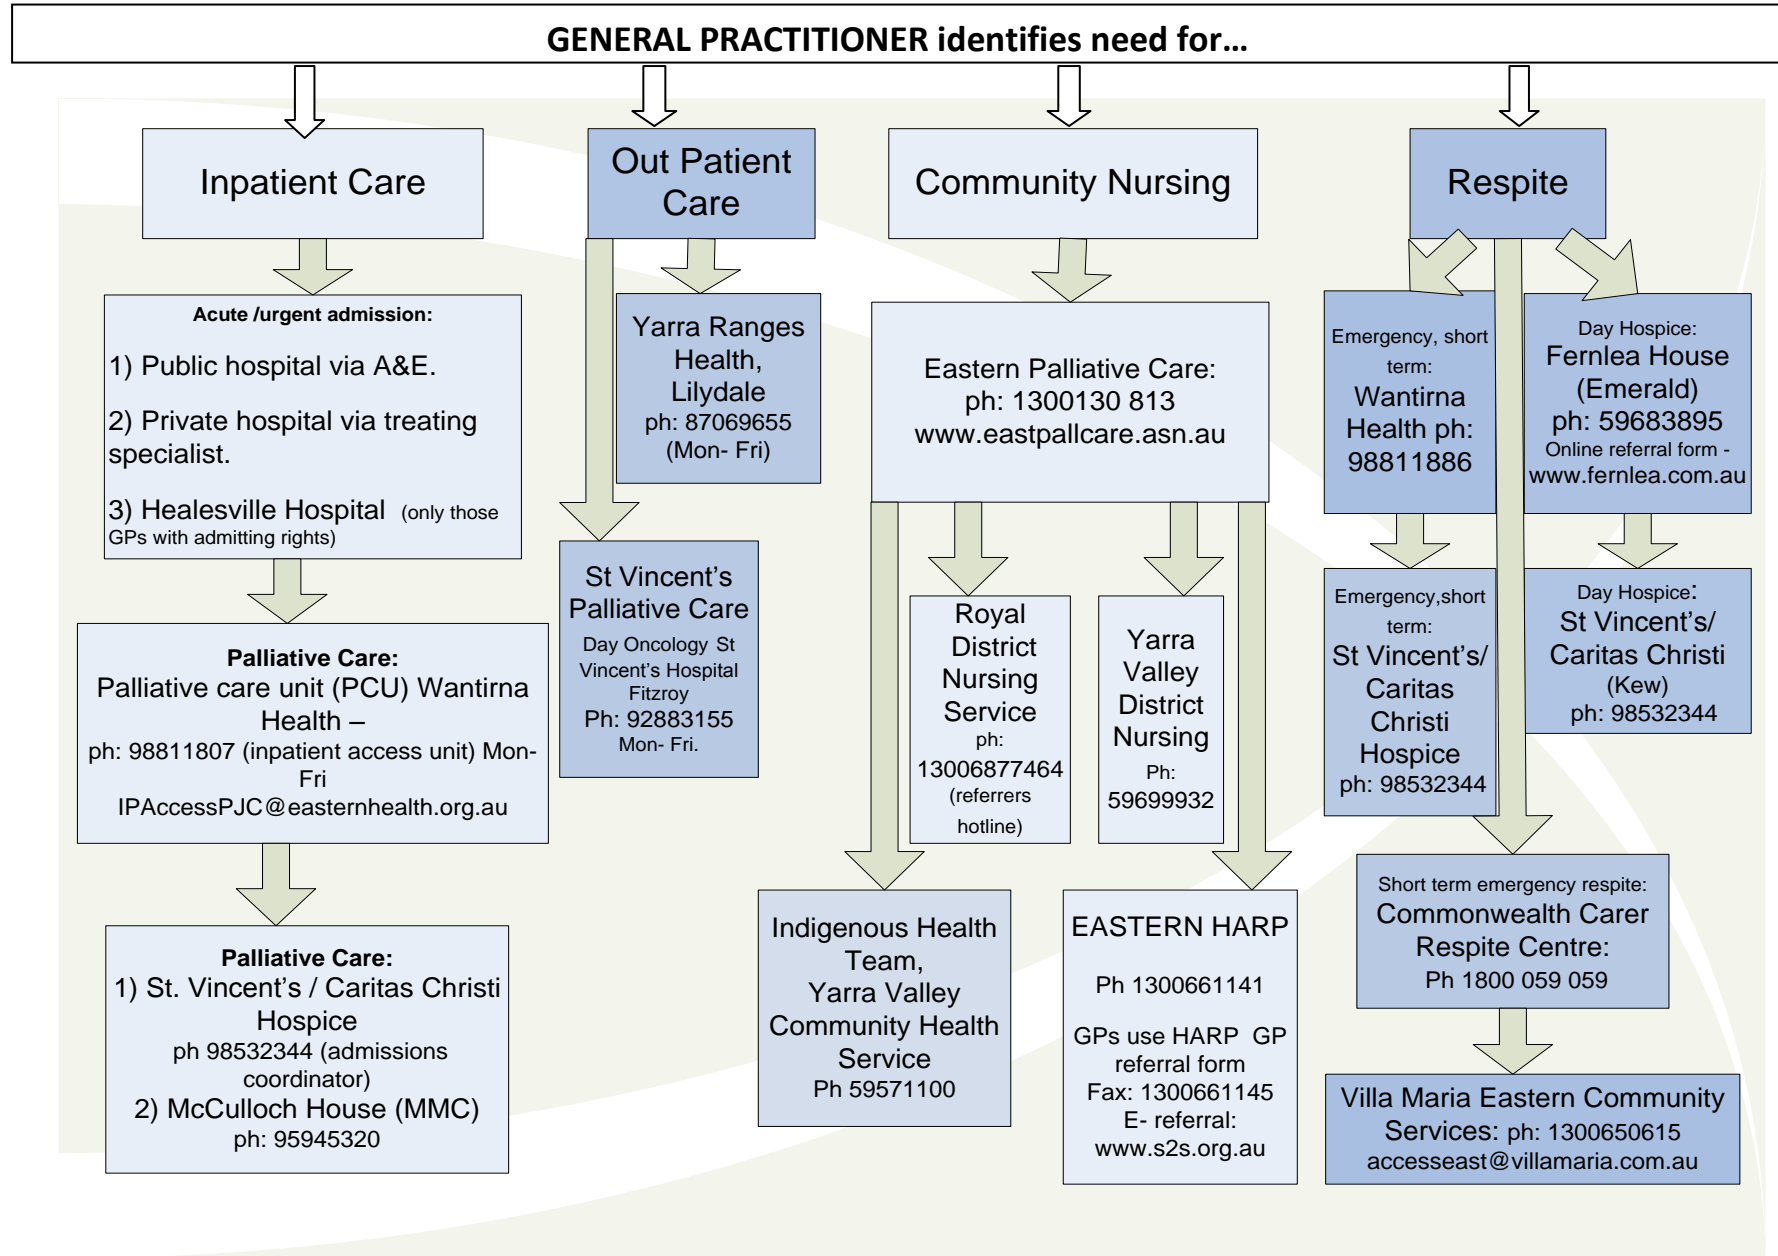 GENERAL PRACTITIONER identifies need for…
Inpatient Care
Acute /urgent admission:
1) Public hospital via A&E.
2) Private hospital via treating
specialist.
3) Healesville Hospital (only those
GPs with admitting rights)
Palliative Care:
Palliative care unit (PCU) Wantirna
Health –
ph: 98811807 (inpatient access unit) Mon-
Fri
IPAccessPJC@easternhealth.org.au
Palliative Care:
1) St. Vincent's / Caritas Christi
Hospice
ph 98532344 (admissions
coordinator)
2) McCulloch House (MMC)
ph: 95945320
Out Patient
Care
Yarra Ranges
Health,
Lilydale
ph: 87069655
(Mon- Fri)
St Vincent's
Palliative Care
Day Oncology St
Vincent's Hospital
Fitzroy
Ph: 92883155
Mon- Fri.
Community Nursing
Eastern Palliative Care:
ph: 1300130 813
www.eastpallcare.asn.au
Royal
District
Nursing
Service
ph:
13006877464
(referrers
hotline)
Yarra
Valley
District
Nursing
Ph:
59699932
Indigenous Health
Team,
Yarra Valley
Community Health
Service
Ph 59571100
EASTERN HARP
Ph 1300661141
GPs use HARP GP
referral form
Fax: 1300661145
E- referral:
www.s2s.org.au
Respite
Emergency, short
term:
Wantirna
Health ph:
98811886
Day Hospice:
Fernlea House
(Emerald)
ph: 59683895
Online referral form -
www.fernlea.com.au
Emergency,short
term:
St Vincent's/
Caritas
Christi
Hospice
ph: 98532344
Day Hospice:
St Vincent's/
Caritas Christi
(Kew)
ph: 98532344
Short term emergency respite:
Commonwealth Carer
Respite Centre:
Ph 1800 059 059
Villa Maria Eastern Community
Services: ph: 1300650615
accesseast@villamaria.com.au